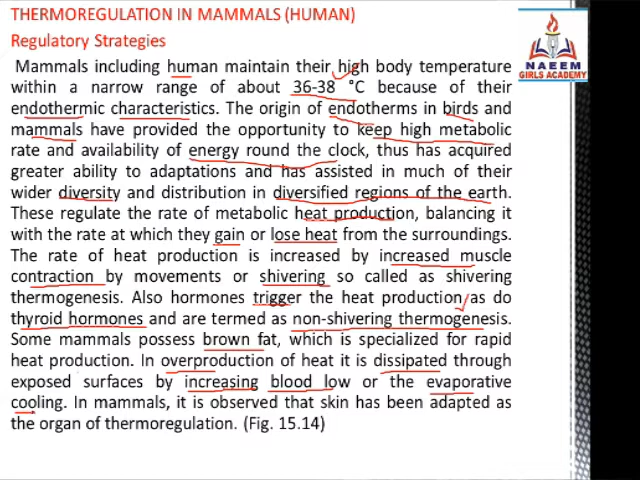 THERMOREGULATION IN MAMMALS (HUMAN)
Regulatory Strategies
Mammals including human maintain their high body temperature
within a narrow range of about 36-38 °C because of their
endothermic characteristics. The origin of endotherms in birds and
mammals have provided the opportunity to keep high metabolic
rate and availability of energy round the clock, thus has acquired
greater ability to adaptations and has assisted in much of their
wider diversity and distribution in diversified regions of the earth.
These regulate the rate of metabolic heat production, balancing it
with the rate at which they gain or lose heat from the surroundings.
The rate of heat production is increased by increased muscle
contraction by movements or shivering so called as shivering
thermogenesis. Also hormones trigger the heat production as do
thyroid hormones and are termed as non-shivering thermogenesis.
Some mammals possess brown fat, which is specialized for rapid
heat production. In overproduction of heat it is dissipated through
exposed surfaces by increasing blood low or the evaporative
cooling. In mammals, it is observed that skin has been adapted as
the organ of thermoregulation. (Fig. 15.14)
NAEEM
GIRLS ACADEMY